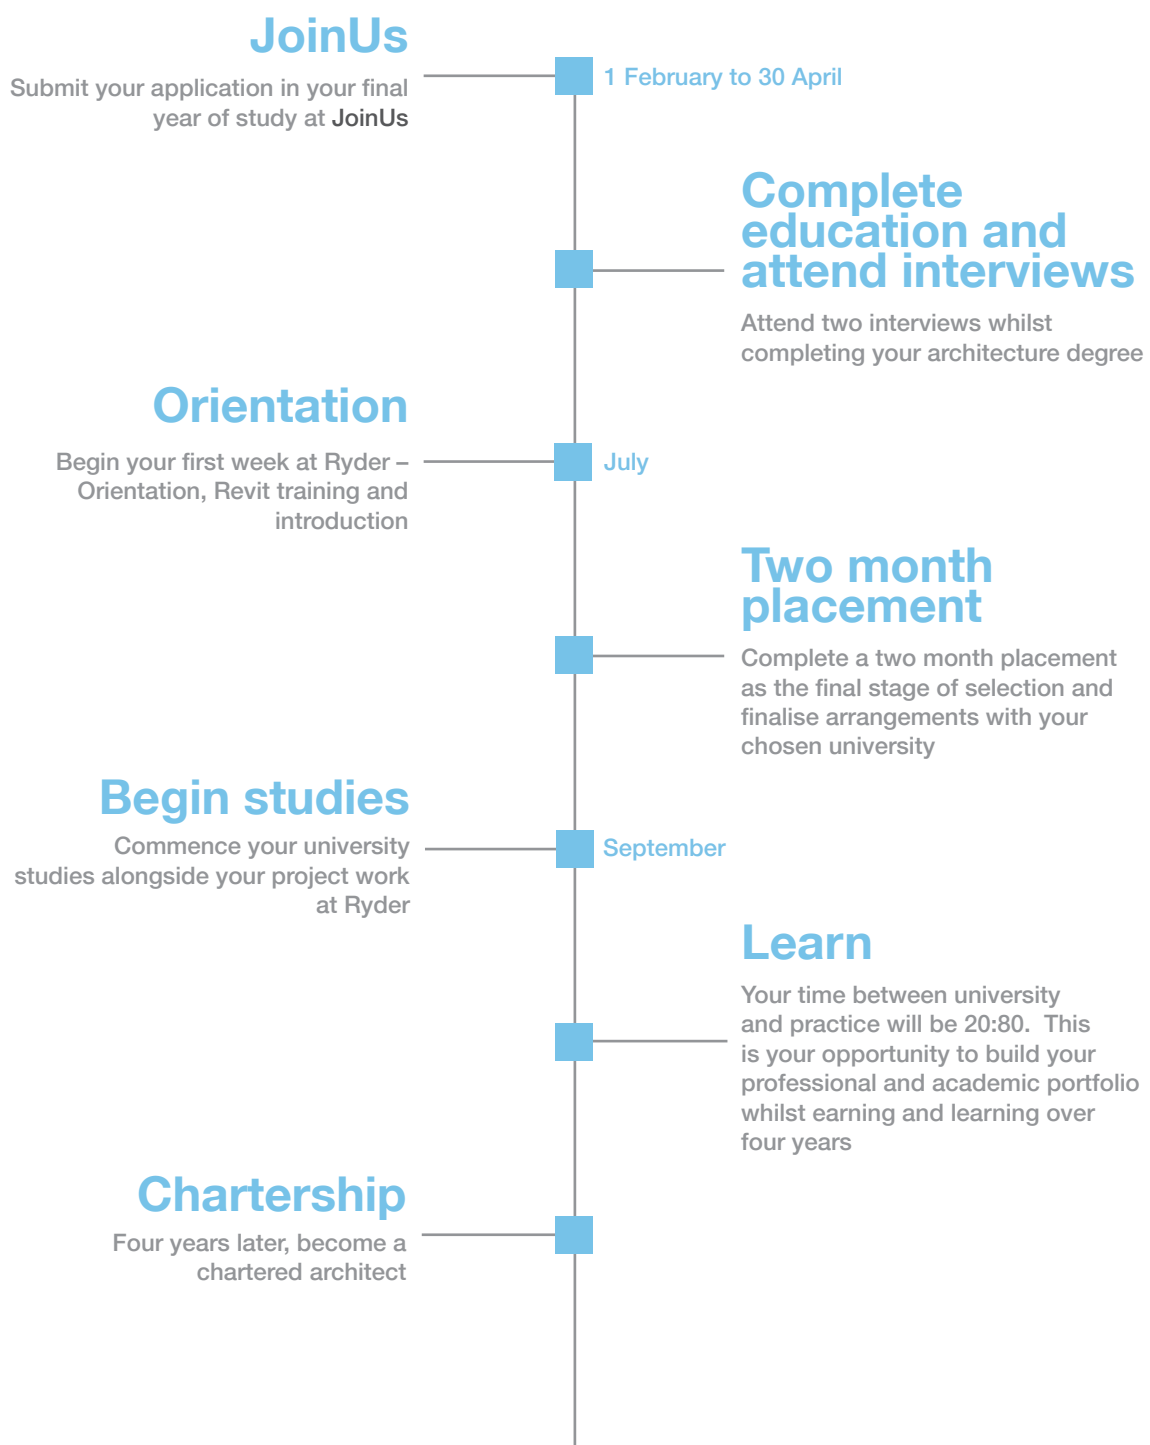 JoinUs
Submit your application in your final
year of study at JoinUs
1 February to 30 April
Complete
education and
attend interviews
Attend two interviews whilst
completing your architecture degree
Orientation
Begin your first week at Ryder –
Orientation, Revit training and
introduction
July
Two month
placement
Complete a two month placement
as the final stage of selection and
finalise arrangements with your
chosen university
Begin studies
Commence your university
studies alongside your project work
at Ryder
September
Learn
Your time between university
and practice will be 20:80.  This
is your opportunity to build your
professional and academic portfolio
whilst earning and learning over
four years
Chartership
Four years later, become a
chartered architect